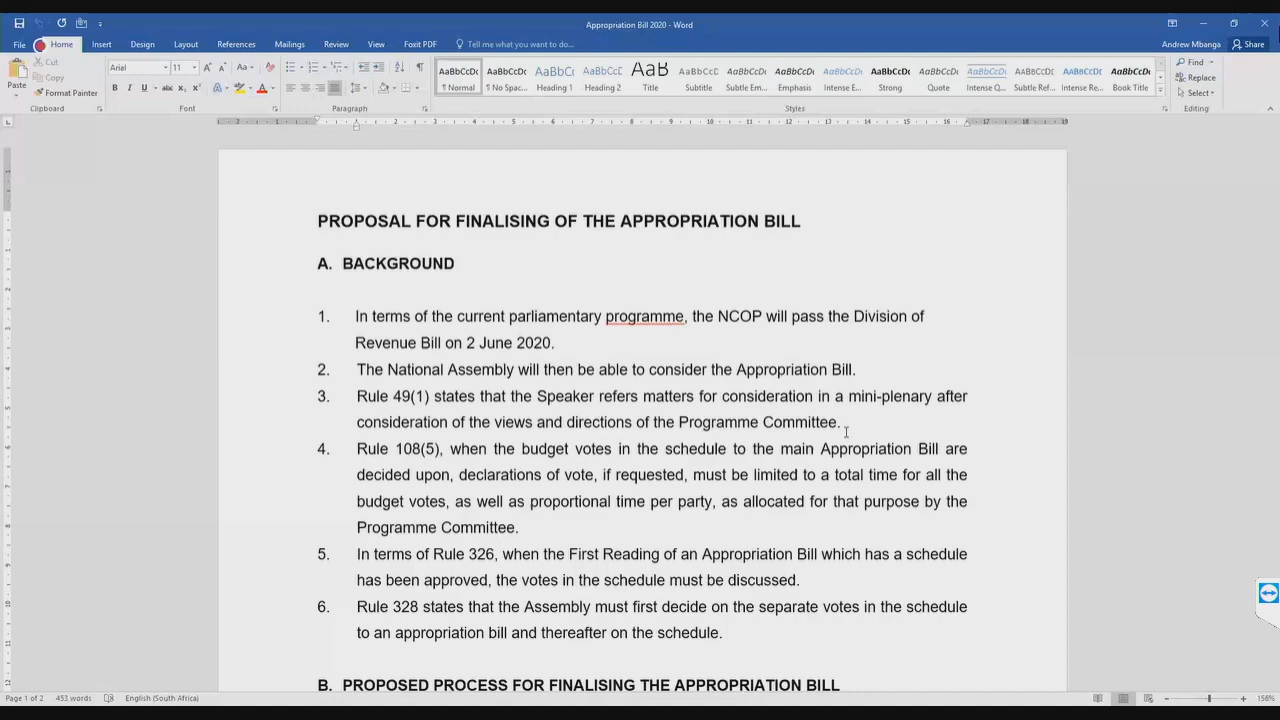 Appropriation Bill 2020 - Word
File Home Insert Design Layout References Mailings Review View Foxit PDF Tell me what you want to do... Andrew Mbanga Share
Cut
Copy
Paste Format Painter
Arial 11
AaBbCcDc AaBbCcDc AaBbCc AaBbCcD AaB AaBbCcD AaBbCcDc AaBbCcDc AaBbCcDc AaBbCcDc AaBbCcDc AaBbCcDc AaBbCcDc AaBbCcDc AaBbCcDc
¶ Normal ¶ No Spac... Heading 1 Heading 2 Title Subtitle Subtle Em... Emphasis Intense E... Strong Quote Intense Q... Subtle Ref... Intense Re... Book Title
Find
Replace
Select
Clipboard Font Paragraph Styles Editing
PROPOSAL FOR FINALISING OF THE APPROPRIATION BILL
A. BACKGROUND
1. In terms of the current parliamentary programme, the NCOP will pass the Division of
Revenue Bill on 2 June 2020.
2. The National Assembly will then be able to consider the Appropriation Bill.
3. Rule 49(1) states that the Speaker refers matters for consideration in a mini-plenary after
consideration of the views and directions of the Programme Committee.
4. Rule 108(5), when the budget votes in the schedule to the main Appropriation Bill are
decided upon, declarations of vote, if requested, must be limited to a total time for all the
budget votes, as well as proportional time per party, as allocated for that purpose by the
Programme Committee.
5. In terms of Rule 326, when the First Reading of an Appropriation Bill which has a schedule
has been approved, the votes in the schedule must be discussed.
6. Rule 328 states that the Assembly must first decide on the separate votes in the schedule
to an appropriation bill and thereafter on the schedule.
B. PROPOSED PROCESS FOR FINALISING THE APPROPRIATION BILL
Page 1 of 2 453 words English (South Africa) 156%